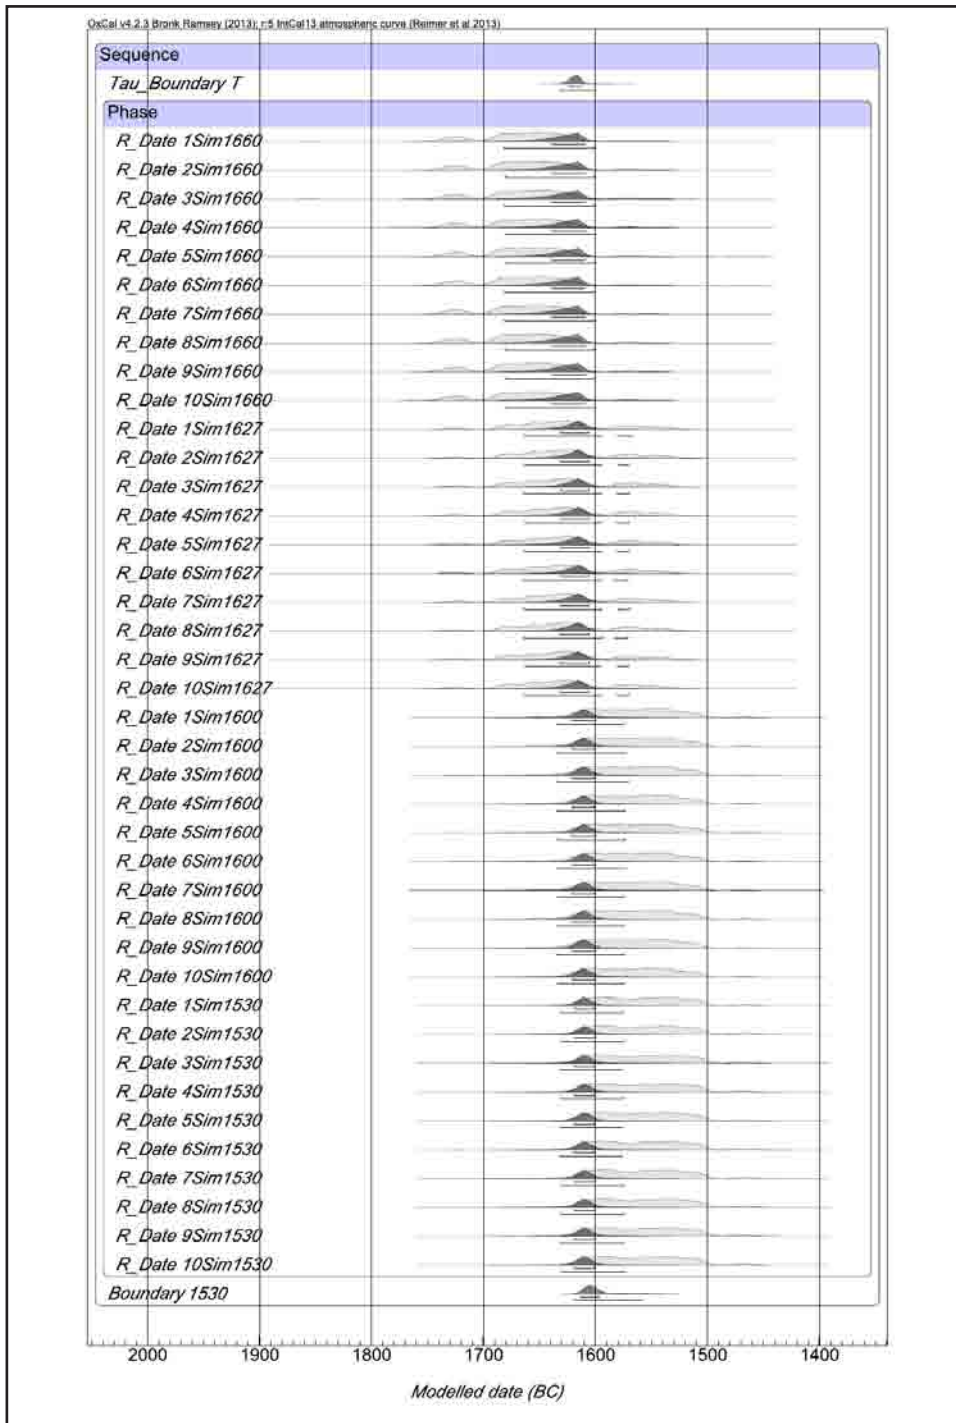 OxCal v4.2.3 Bronk Ramsey (2013); r:5 IntCal13 atmospheric curve (Reimer et al 2013)
Sequence
Tau_Boundary T
Phase
R_Date 1Sim1660
R_Date 2Sim1660
R_Date 3Sim1660
R_Date 4Sim1660
R_Date 5Sim1660
R_Date 6Sim1660
R_Date 7Sim1660
R_Date 8Sim1660
R_Date 9Sim1660
R_Date 10Sim1660
R_Date 1Sim1627
R_Date 2Sim1627
R_Date 3Sim1627
R_Date 4Sim1627
R_Date 5Sim1627
R_Date 6Sim1627
R_Date 7Sim1627
R_Date 8Sim1627
R_Date 9Sim1627
R_Date 10Sim1627
R_Date 1Sim1600
R_Date 2Sim1600
R_Date 3Sim1600
R_Date 4Sim1600
R_Date 5Sim1600
R_Date 6Sim1600
R_Date 7Sim1600
R_Date 8Sim1600
R_Date 9Sim1600
R_Date 10Sim1600
R_Date 1Sim1530
R_Date 2Sim1530
R_Date 3Sim1530
R_Date 4Sim1530
R_Date 5Sim1530
R_Date 6Sim1530
R_Date 7Sim1530
R_Date 8Sim1530
R_Date 9Sim1530
R_Date 10Sim1530
Boundary 1530
2000 1900 1800 1700 1600 1500 1400
Modelled date (BC)